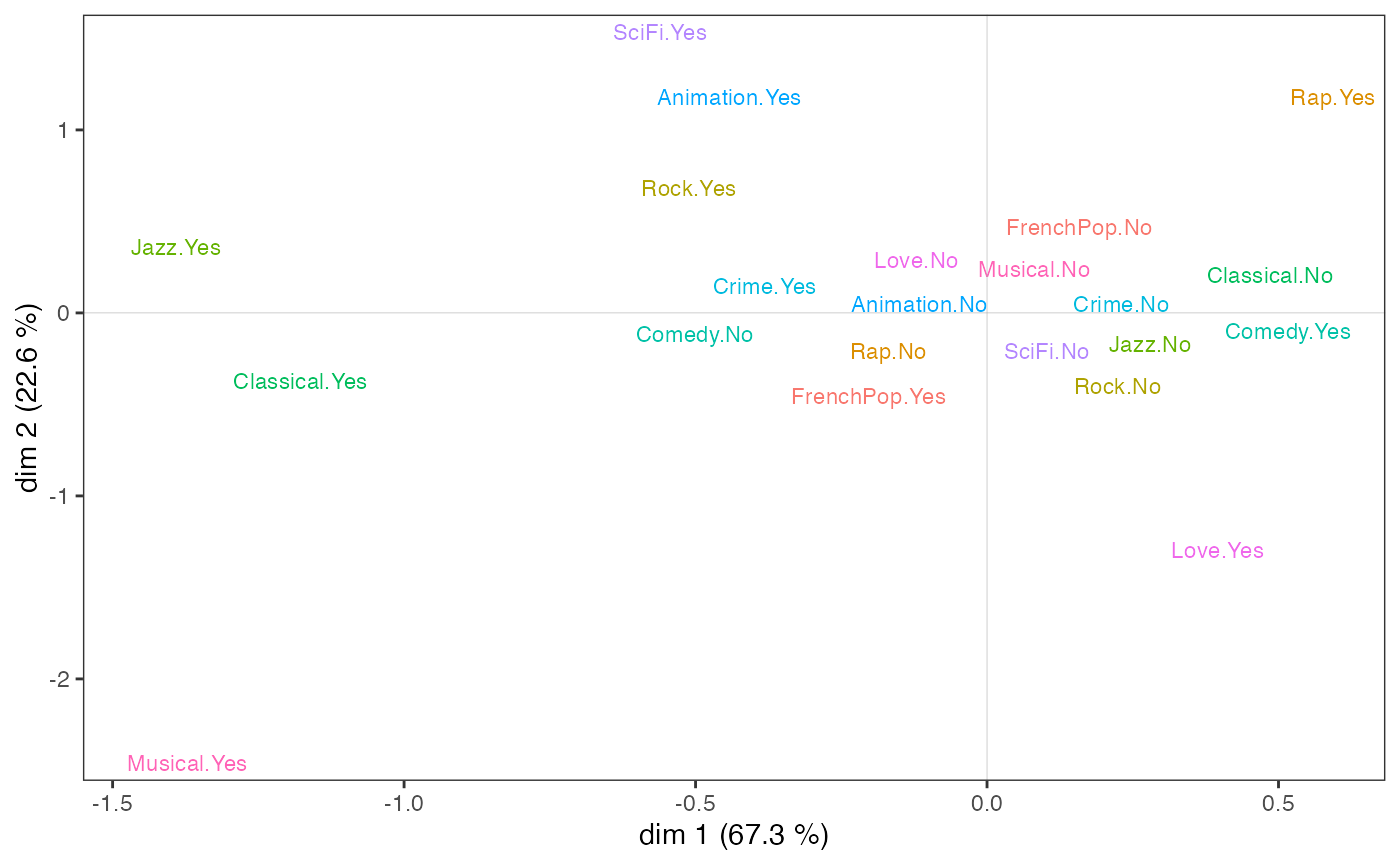 SciFi.Yes
Animation.Yes
Rap.Yes
1
Rock.Yes
FrenchPop.No
Jazz.Yes
Love.No
Musical.No
Classical.No
Crime.Yes
Animation.No
Crime.No
0
Comedy.No
Comedy.Yes
Rap.No
SciFi.No
Jazz.No
Classical.Yes
Rock.No
FrenchPop.Yes
dim 2 (22.6 %)
-1
Love.Yes
-2
Musical.Yes
-1.5 -1.0 -0.5 0.0 0.5
dim 1 (67.3 %)